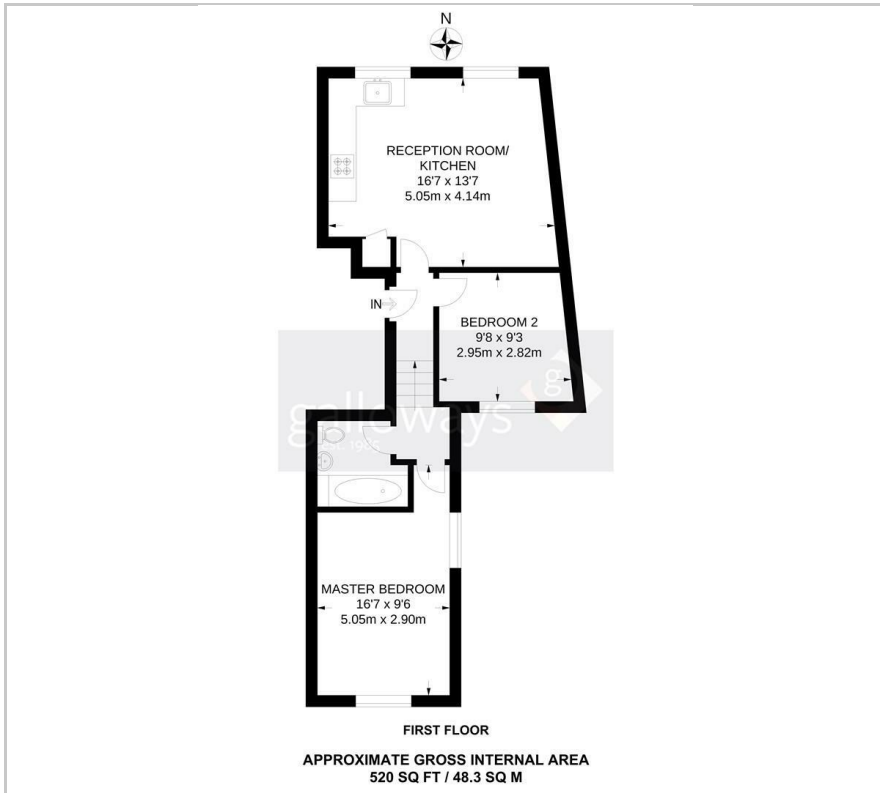 N
RECEPTION ROOM/
KITCHEN
16'7 x 13'7
5.05m x 4.14m
IN
BEDROOM 2
9'8 x 9'3
2.95m x 2.82m
g
galloways
est. 1985
MASTER BEDROOM
16'7 x 9'6
5.05m x 2.90m
FIRST FLOOR
APPROXIMATE GROSS INTERNAL AREA
520 SQ FT / 48.3 SQ M